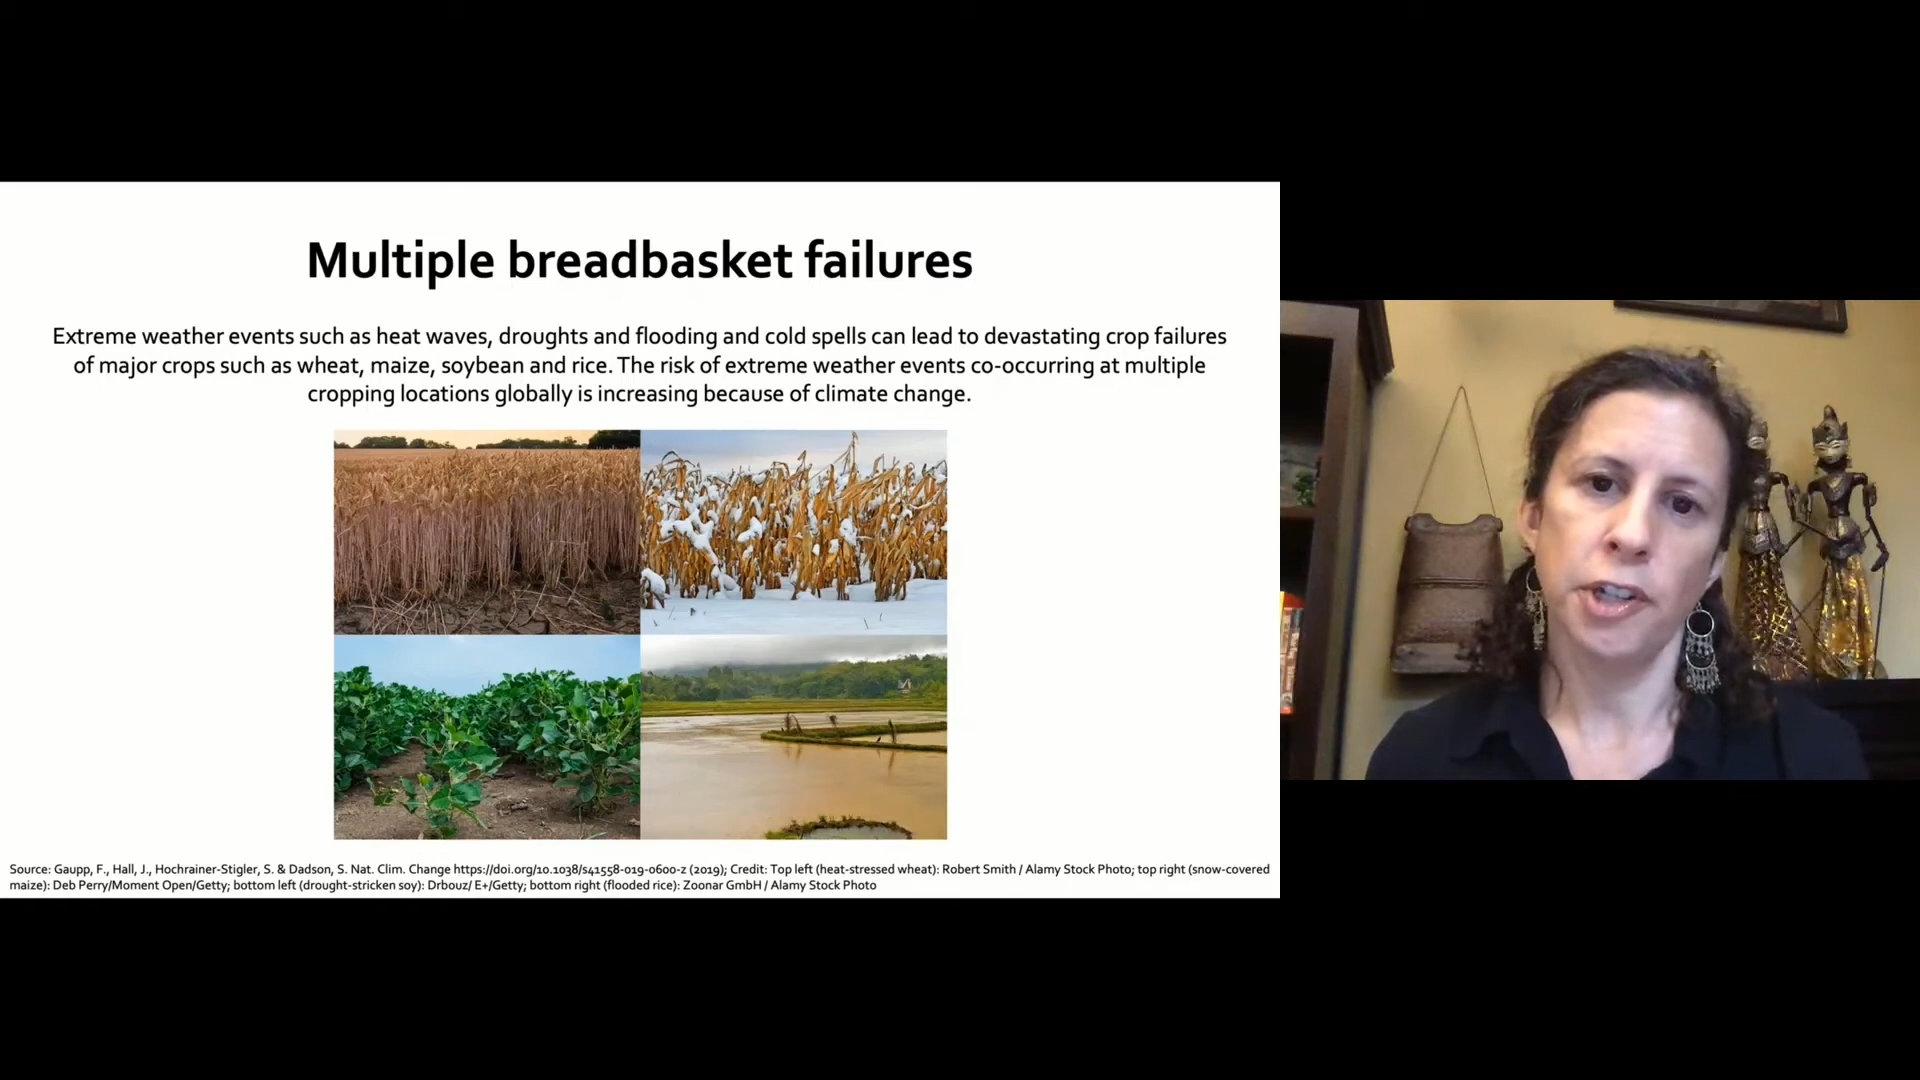 Multiple breadbasket failures
Extreme weather events such as heat waves, droughts and flooding and cold spells can lead to devastating crop failures
of major crops such as wheat, maize, soybean and rice. The risk of extreme weather events co-occurring at multiple
cropping locations globally is increasing because of climate change.
Source: Gaupp, F., Hall, J., Hochrainer-Stigler, S. & Dadson, S. Nat. Clim. Change https://doi.org/10.1038/s41558-019-0600-z (2019); Credit: Top left (heat-stressed wheat): Robert Smith / Alamy Stock Photo; top right (snow-covered
maize): Deb Perry/Moment Open/Getty; bottom left (drought-stricken soy): Drbouz/ E+/Getty; bottom right (flooded rice): Zoonar GmbH / Alamy Stock Photo